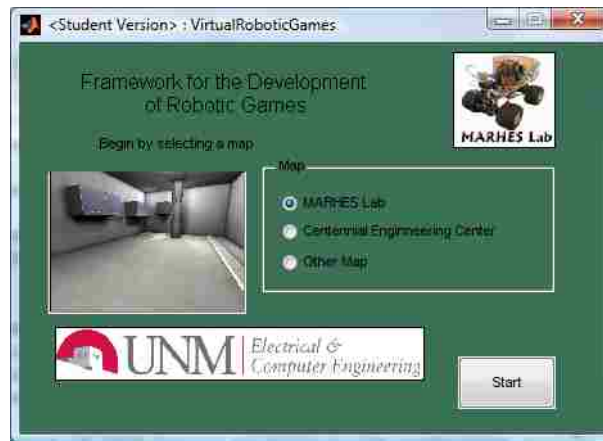 <Student Version> : VirtualRoboticGames
Framework for the Development
of Robotic Games
MARHES Lab
Begin by selecting a map
Map
MARHES Lab
Centennial Enginneering Center
Other Map
UNM Electrical &
Computer Engineering
Start